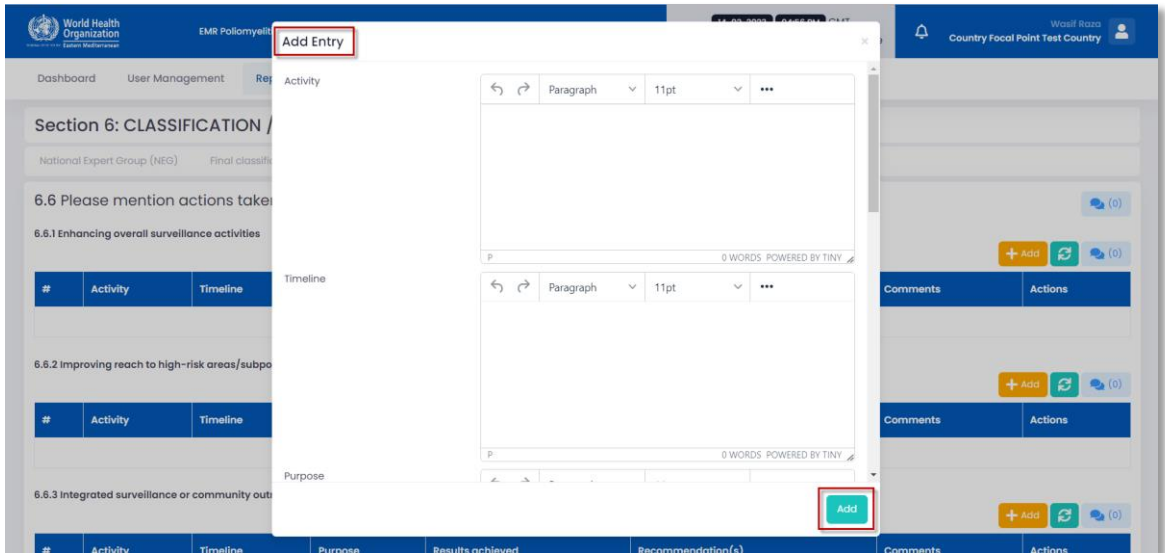 World Health
Organization
Eastern Mediterranean
EMR Poliomyelit
GMT
Wasif Raza
Country Focal Point Test Country
Dashboard User Management Rep
Add Entry ×
Section 6: CLASSIFICATION /
National Expert Group (NEG) Final classific
6.6 Please mention actions taken
(0)
6.6.1 Enhancing overall surveillance activities
+ Add (0)
# Activity Timeline Comments Actions
6.6.2 Improving reach to high-risk areas/subpo
+ Add (0)
# Activity Timeline Comments Actions
6.6.3 Integrated surveillance or community outr
+ Add (0)
# Activity Timeline Purpose Results achieved Recommendation(s) Comments Actions
Activity
Paragraph 11pt •••
P 0 WORDS POWERED BY TINY
Timeline
Paragraph 11pt •••
P 0 WORDS POWERED BY TINY
Purpose
Add